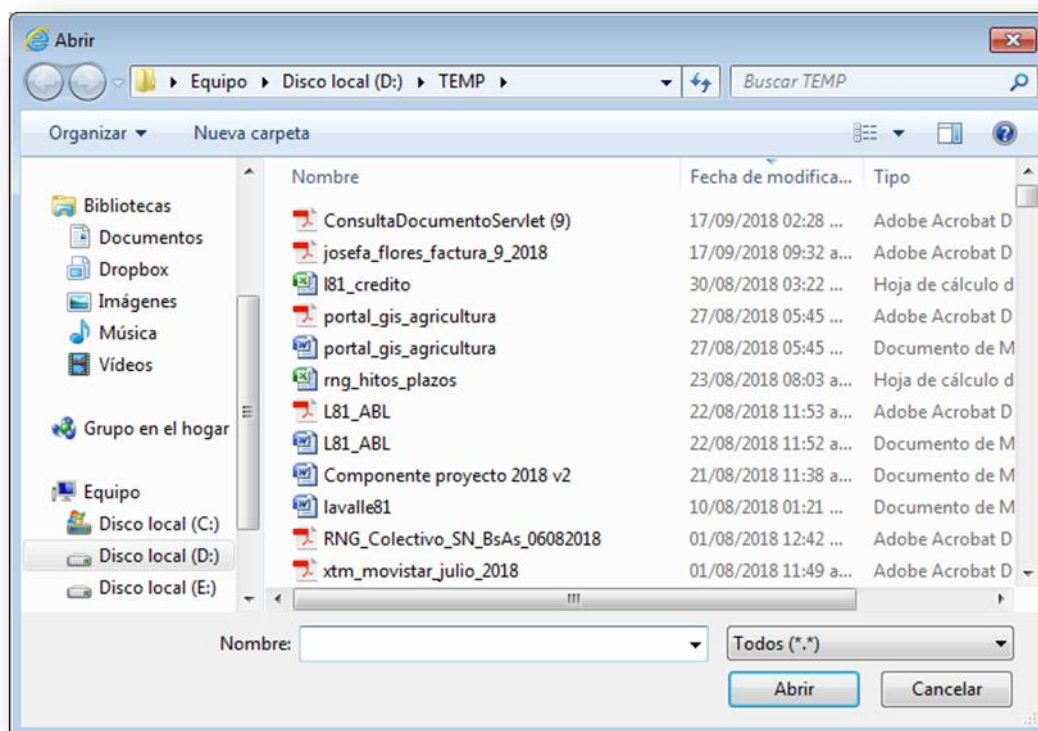 Abrir
Equipo Disco local (D:) TEMP Buscar TEMP
Organizar Nueva carpeta
Nombre Fecha de modifica... Tipo
Bibliotecas
Documentos
Dropbox
Imágenes
Música
Vídeos
Grupo en el hogar
Equipo
Disco local (C:)
Disco local (D:)
Disco local (E:)
ConsultaDocumentoServlet (9) 17/09/2018 02:28 ... Adobe Acrobat D
josefa_flores_factura_9_2018 17/09/2018 09:32 a... Adobe Acrobat D
l81_credito 30/08/2018 03:22 ... Hoja de cálculo d
portal_gis_agricultura 27/08/2018 05:45 ... Adobe Acrobat D
portal_gis_agricultura 27/08/2018 05:45 ... Documento de M
rng_hitos_plazos 23/08/2018 08:03 a... Hoja de cálculo d
L81_ABL 22/08/2018 11:53 a... Adobe Acrobat D
L81_ABL 22/08/2018 11:52 a... Documento de M
Componente proyecto 2018 v2 21/08/2018 11:38 a... Documento de M
lavalle81 10/08/2018 01:21 ... Documento de M
RNG_Colectivo_SN_BsAs_06082018 01/08/2018 12:42 ... Adobe Acrobat D
xtm_movistar_julio_2018 01/08/2018 11:49 a... Adobe Acrobat D
Nombre: Todos (*.*)
Abrir Cancelar